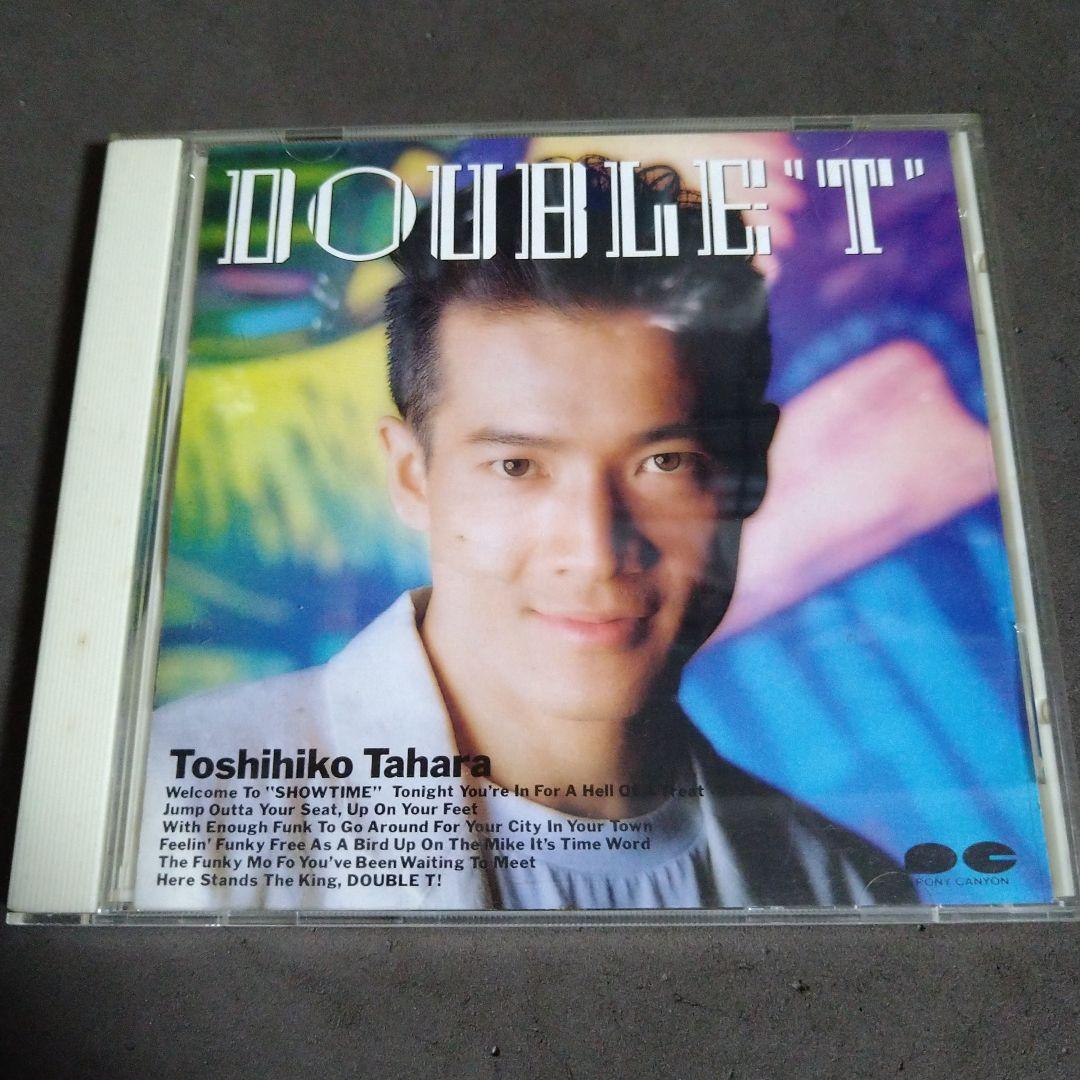 DOUBLE "T"
Toshihiko Tahara
Welcome To "SHOWTIME" Tonight You're In For A Hell Of A Treat
Jump Outta Your Seat, Up On Your Feet
With Enough Funk To Go Around For Your City In Your Town
Feelin' Funky Free As A Bird Up On The Mike It's Time Word
The Funky Mo Fo You've Been Waiting To Meet
Here Stands The King, DOUBLE T!
PC
PONY CANYON